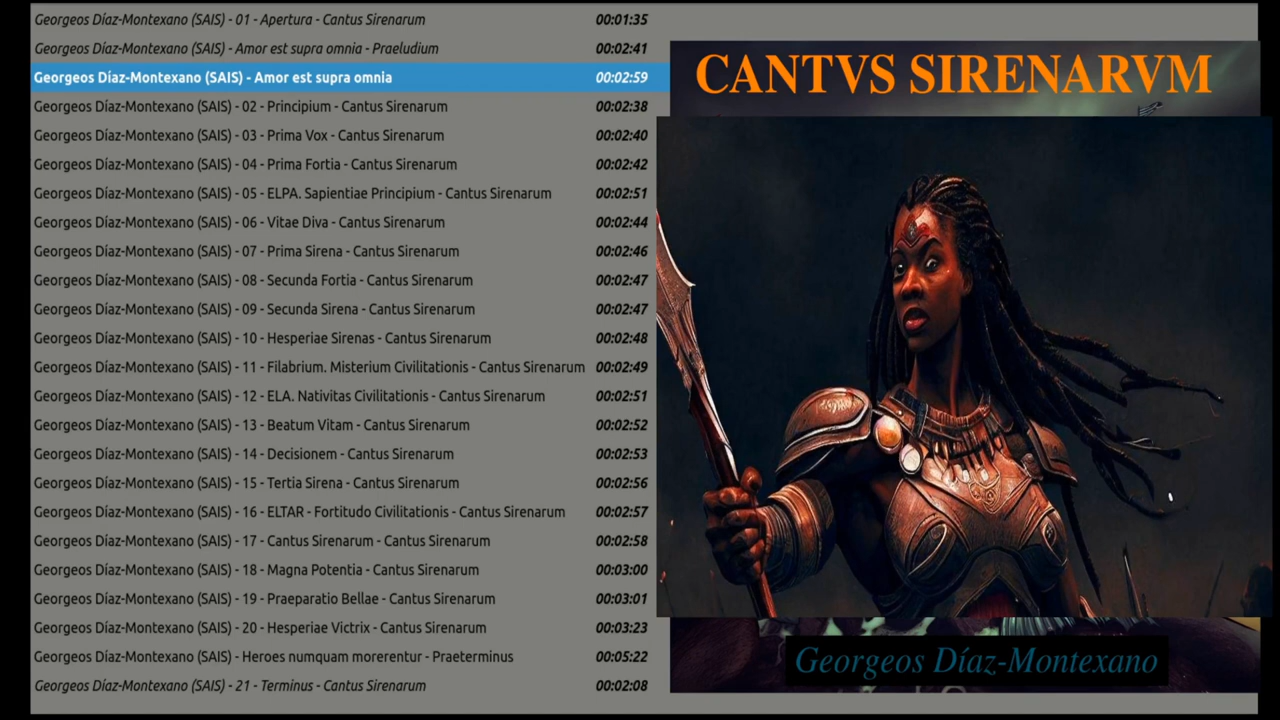 Georgeos Díaz-Montexano (SAIS) - 01 - Apertura - Cantus Sirenarum 00:01:35
Georgeos Díaz-Montexano (SAIS) - Amor est supra omnia - Praeludium 00:02:41
Georgeos Díaz-Montexano (SAIS) - Amor est supra omnia 00:02:59
Georgeos Díaz-Montexano (SAIS) - 02 - Principium - Cantus Sirenarum 00:02:38
Georgeos Díaz-Montexano (SAIS) - 03 - Prima Vox - Cantus Sirenarum 00:02:40
Georgeos Díaz-Montexano (SAIS) - 04 - Prima Fortia - Cantus Sirenarum 00:02:42
Georgeos Díaz-Montexano (SAIS) - 05 - ELPA. Sapientiae Principium - Cantus Sirenarum 00:02:51
Georgeos Díaz-Montexano (SAIS) - 06 - Vitae Diva - Cantus Sirenarum 00:02:44
Georgeos Díaz-Montexano (SAIS) - 07 - Prima Sirena - Cantus Sirenarum 00:02:46
Georgeos Díaz-Montexano (SAIS) - 08 - Secunda Fortia - Cantus Sirenarum 00:02:47
Georgeos Díaz-Montexano (SAIS) - 09 - Secunda Sirena - Cantus Sirenarum 00:02:47
Georgeos Díaz-Montexano (SAIS) - 10 - Hesperiae Sirenas - Cantus Sirenarum 00:02:48
Georgeos Díaz-Montexano (SAIS) - 11 - Filabrium. Misterium Civilitationis - Cantus Sirenarum 00:02:49
Georgeos Díaz-Montexano (SAIS) - 12 - ELA. Nativitas Civilitationis - Cantus Sirenarum 00:02:51
Georgeos Díaz-Montexano (SAIS) - 13 - Beatum Vitam - Cantus Sirenarum 00:02:52
Georgeos Díaz-Montexano (SAIS) - 14 - Decisionem - Cantus Sirenarum 00:02:53
Georgeos Díaz-Montexano (SAIS) - 15 - Tertia Sirena - Cantus Sirenarum 00:02:56
Georgeos Díaz-Montexano (SAIS) - 16 - ELTAR - Fortitudo Civilitationis - Cantus Sirenarum 00:02:57
Georgeos Díaz-Montexano (SAIS) - 17 - Cantus Sirenarum - Cantus Sirenarum 00:02:58
Georgeos Díaz-Montexano (SAIS) - 18 - Magna Potentia - Cantus Sirenarum 00:03:00
Georgeos Díaz-Montexano (SAIS) - 19 - Praeparatio Bellae - Cantus Sirenarum 00:03:01
Georgeos Díaz-Montexano (SAIS) - 20 - Hesperiae Victrix - Cantus Sirenarum 00:03:23
Georgeos Díaz-Montexano (SAIS) - Heroes numquam morerentur - Praeterminus 00:05:22
Georgeos Díaz-Montexano (SAIS) - 21 - Terminus - Cantus Sirenarum 00:02:08
CANTVS SIRENARVM
Georgeos Díaz-Montexano